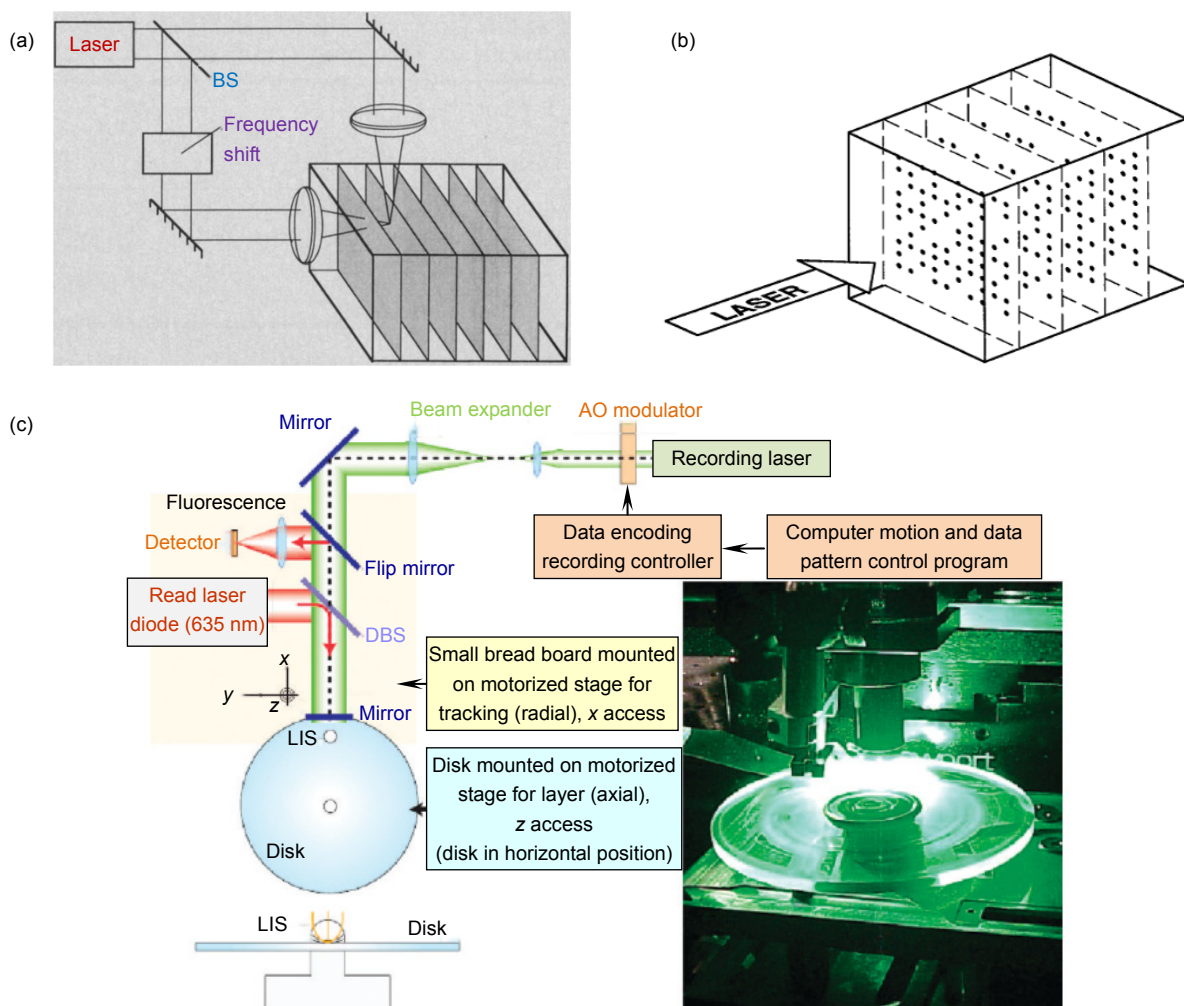 (a)
Laser
BS
Frequency
shift
(b)
LASER
(c)
Mirror
Beam expander
AO modulator
Recording laser
Fluorescence
Detector
Flip mirror
Data encoding
recording controller
Computer motion and data
pattern control program
Read laser
diode (635 nm)
DBS
x
y
z
Small bread board mounted
on motorized stage for
tracking (radial), x access
Mirror
LIS
Disk mounted on motorized
stage for layer (axial),
z access
(disk in horizontal position)
Disk
LIS
Disk